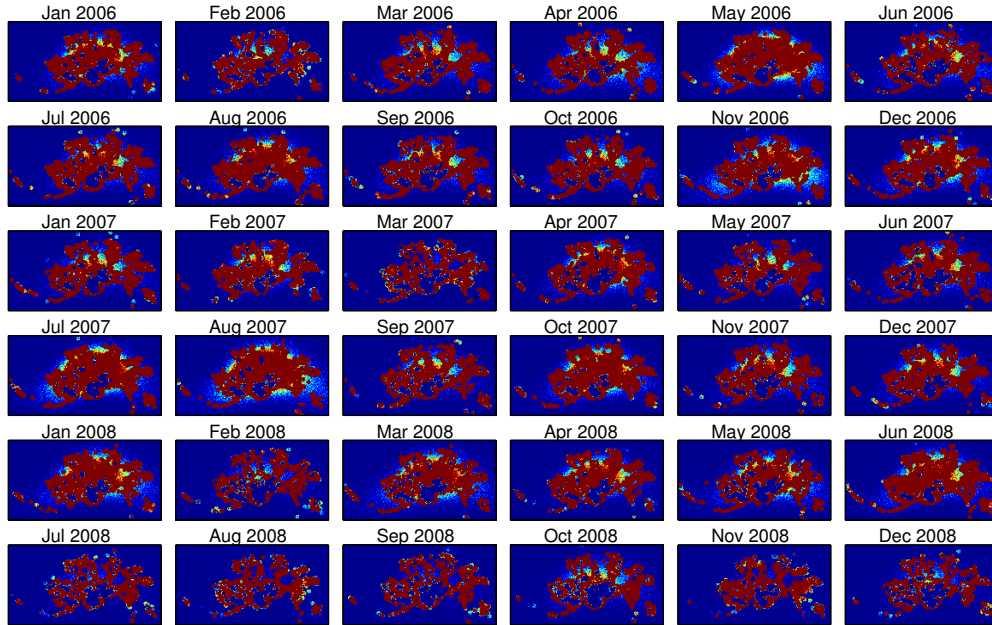 Jan 2006 Feb 2006 Mar 2006 Apr 2006 May 2006 Jun 2006
Jul 2006 Aug 2006 Sep 2006 Oct 2006 Nov 2006 Dec 2006
Jan 2007 Feb 2007 Mar 2007 Apr 2007 May 2007 Jun 2007
Jul 2007 Aug 2007 Sep 2007 Oct 2007 Nov 2007 Dec 2007
Jan 2008 Feb 2008 Mar 2008 Apr 2008 May 2008 Jun 2008
Jul 2008 Aug 2008 Sep 2008 Oct 2008 Nov 2008 Dec 2008